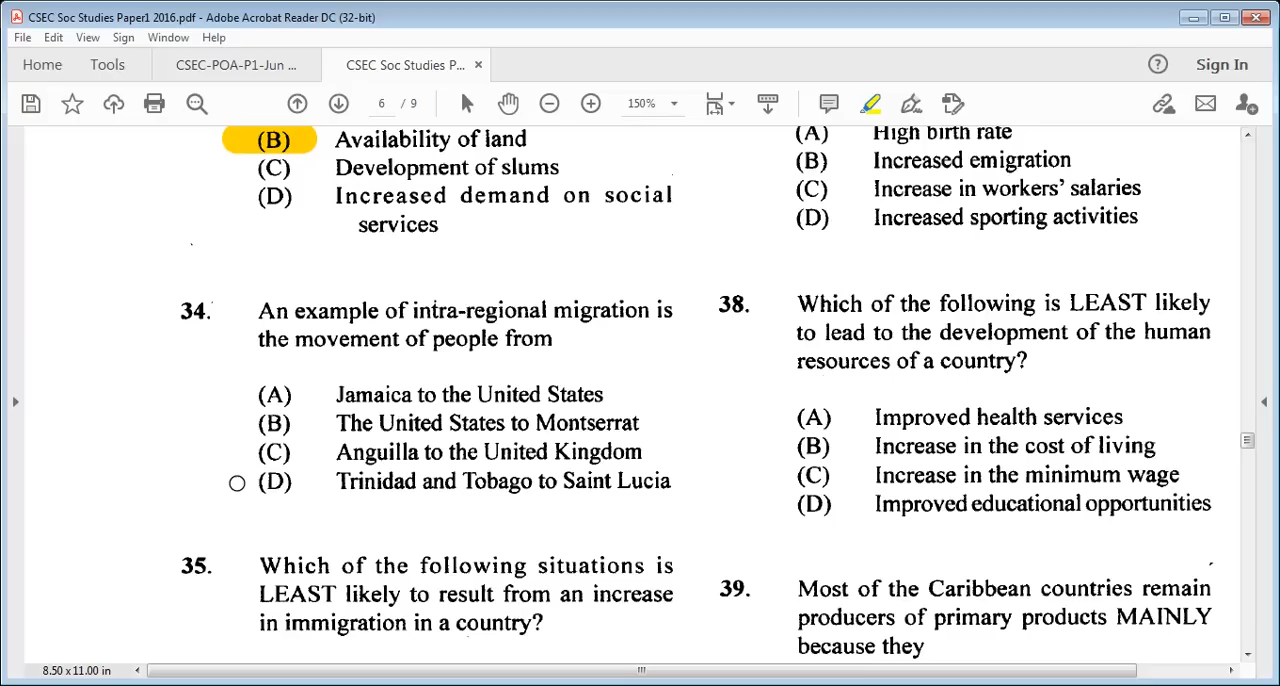 CSEC Soc Studies Paper1 2016.pdf - Adobe Acrobat Reader DC (32-bit)
File Edit View Sign Window Help
Home Tools CSEC-POA-P1-Jun ... CSEC Soc Studies P... ×
Sign In
6 / 9 150%
(B) Availability of land
(C) Development of slums
(D) Increased demand on social
services
34. An example of intra-regional migration is
the movement of people from
(A) Jamaica to the United States
(B) The United States to Montserrat
(C) Anguilla to the United Kingdom
(D) Trinidad and Tobago to Saint Lucia
35. Which of the following situations is
LEAST likely to result from an increase
in immigration in a country?
(A) High birth rate
(B) Increased emigration
(C) Increase in workers' salaries
(D) Increased sporting activities
38. Which of the following is LEAST likely
to lead to the development of the human
resources of a country?
(A) Improved health services
(B) Increase in the cost of living
(C) Increase in the minimum wage
(D) Improved educational opportunities
39. Most of the Caribbean countries remain
producers of primary products MAINLY
because they
8.50 x 11.00 in